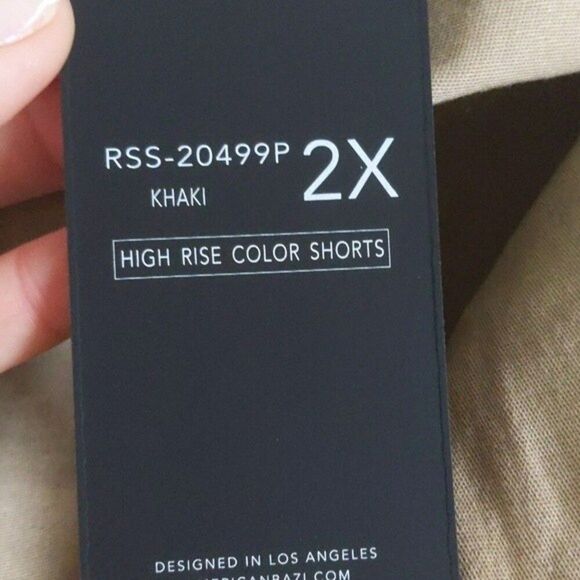 RSS-20499P 2X
KHAKI
HIGH RISE COLOR SHORTS
DESIGNED IN LOS ANGELES